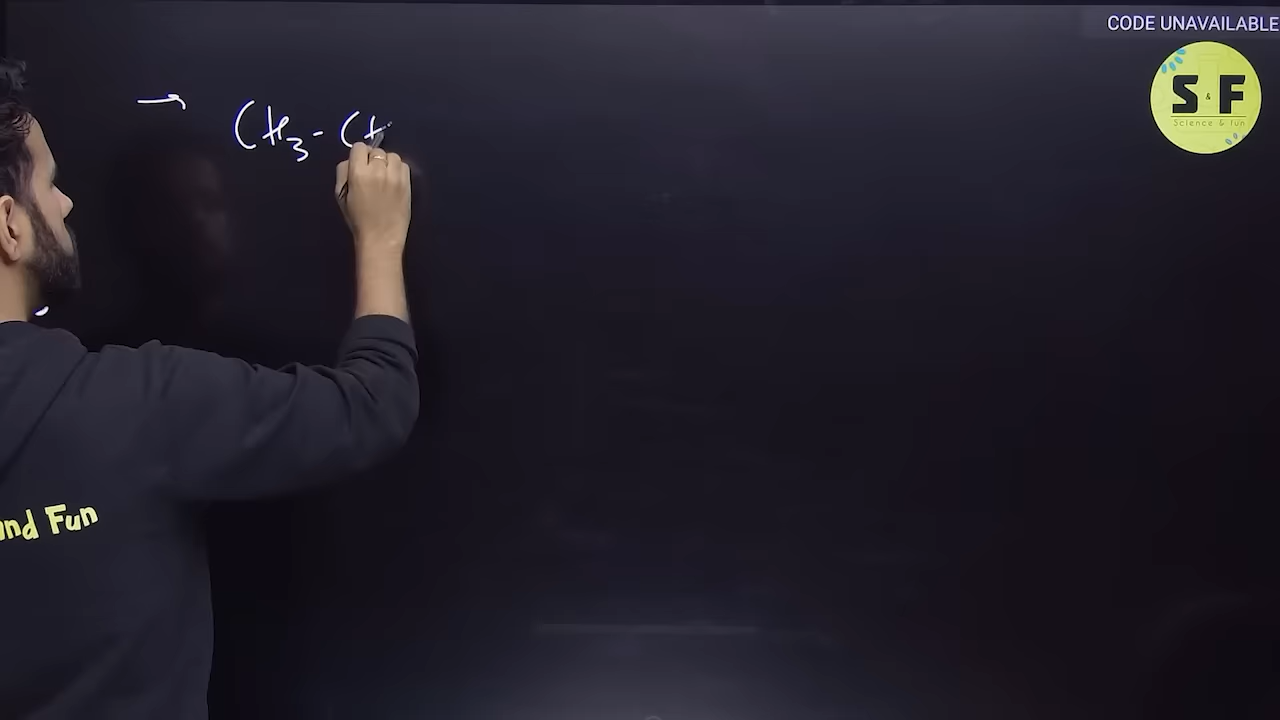 CODE UNAVAILABLE
S & F
Science & fun
→ CH3 - CH
and Fun